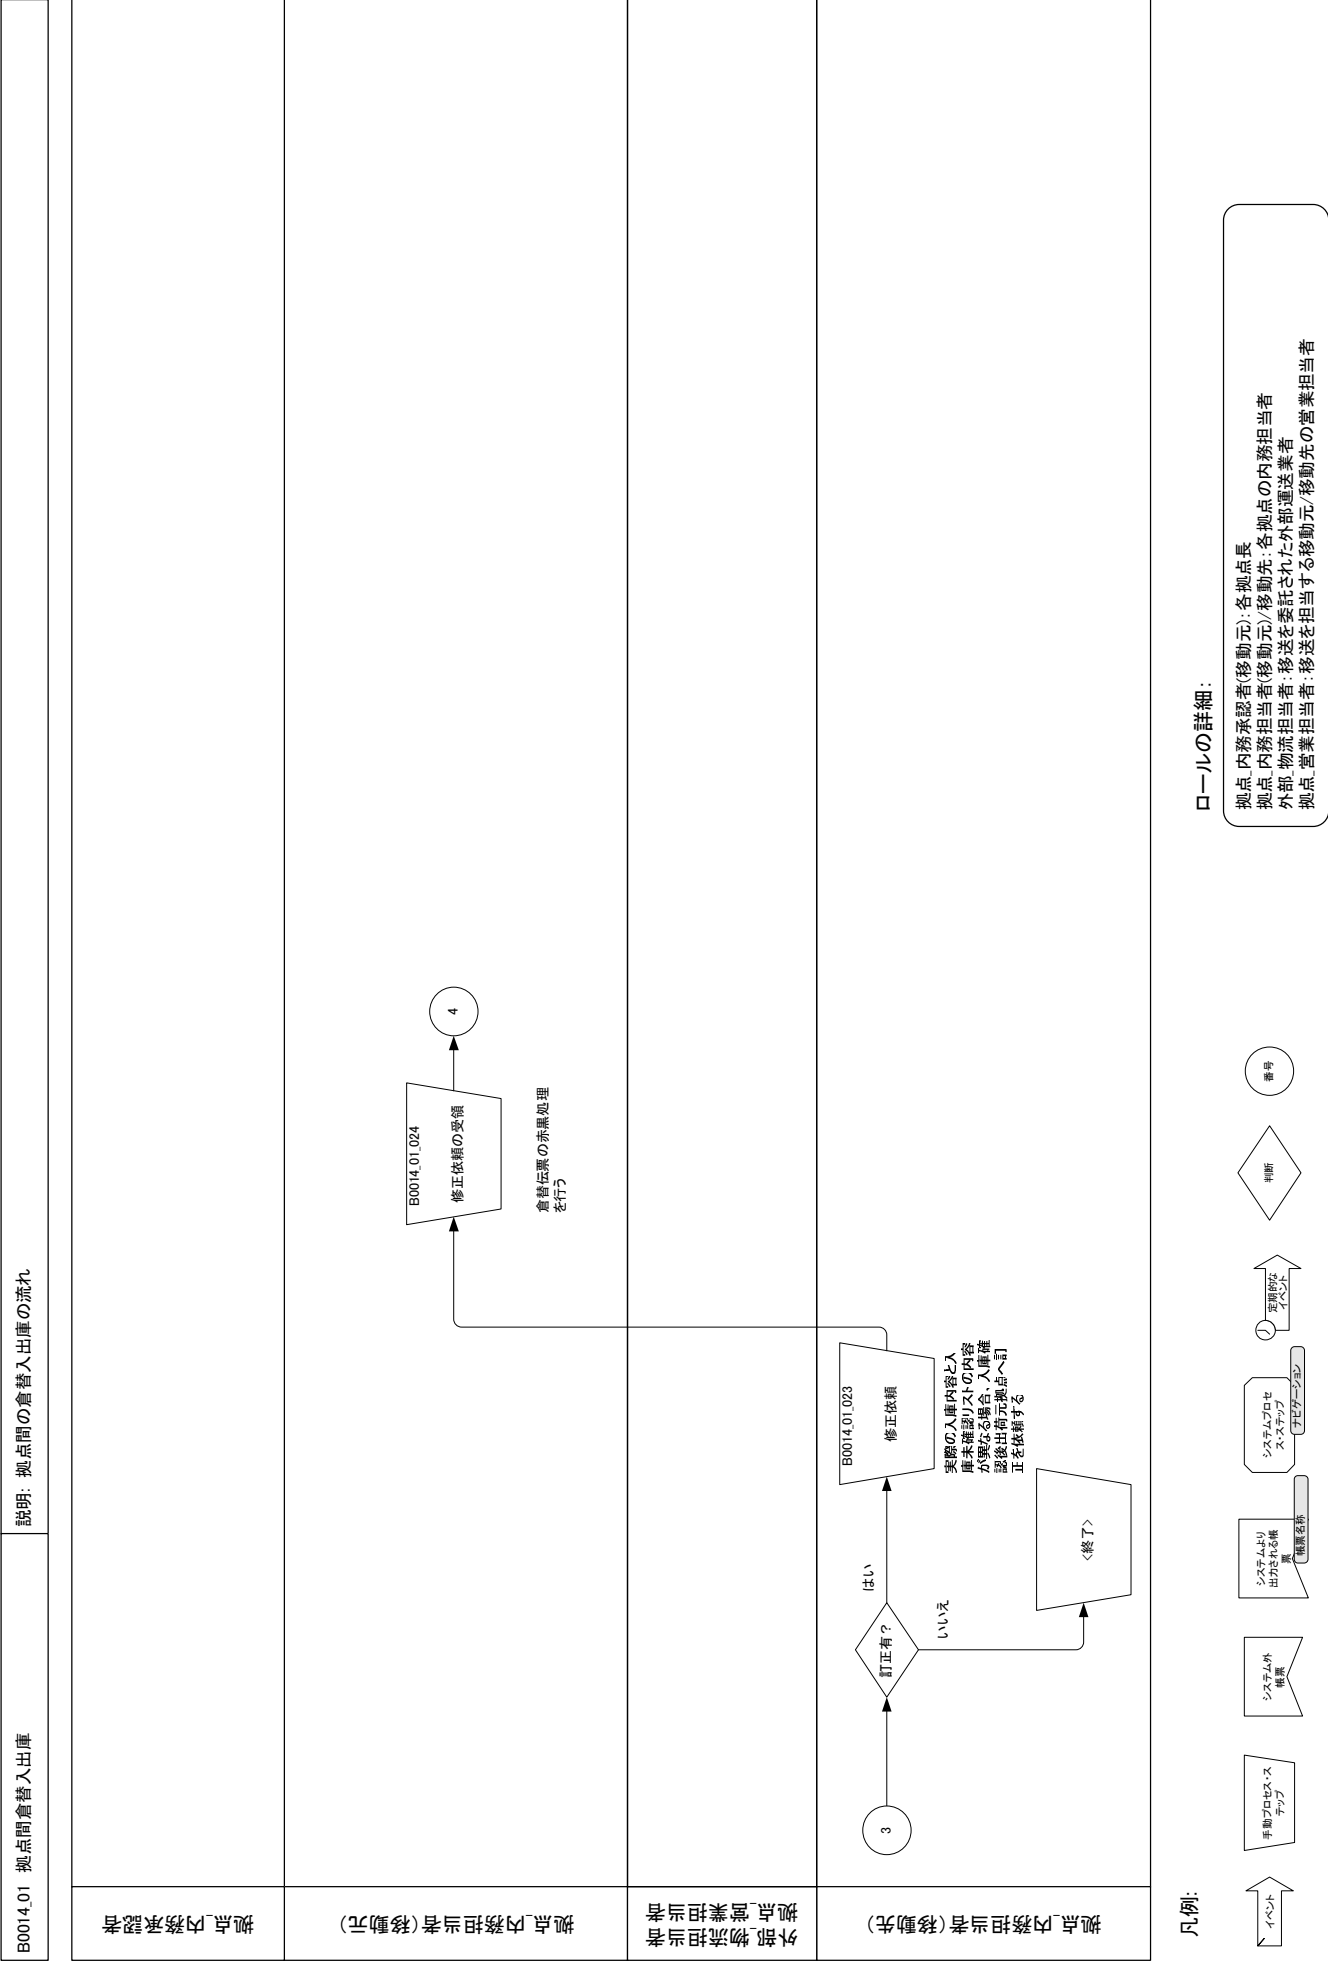 B0014_01 拠点間倉替入出庫
説明: 拠点間の倉替入出庫の流れ
拠点_内務承認者
拠点_内務担当者(移動元)
B0014_01_024
修正依頼の受領
4
倉替伝票の赤黒処理
を行う
拠点_営業担当者
外部_物流担当者
拠点_内務担当者(移動先)
3
訂正有?
はい
いいえ
B0014_01_023
修正依頼
実際の入庫内容と入
庫未確認リストの内容
が異なる場合、入庫確
認後出荷元拠点へ訂
正を依頼する
<終了>
凡例:
イベント
手動プロセス・ス
テップ
システム外
帳票
システムより
出力される帳
票
帳票名称
システムプロセ
ス・ステップ
ナビゲーション
定期的な
イベント
判断
番号
ロールの詳細:
拠点_内務承認者(移動元):各拠点長
拠点_内務担当者(移動元)/移動先:各拠点の内務担当者
外部_物流担当者:移送を委託された外部運送業者
拠点_営業担当者:移送を担当する移動元/移動先の営業担当者